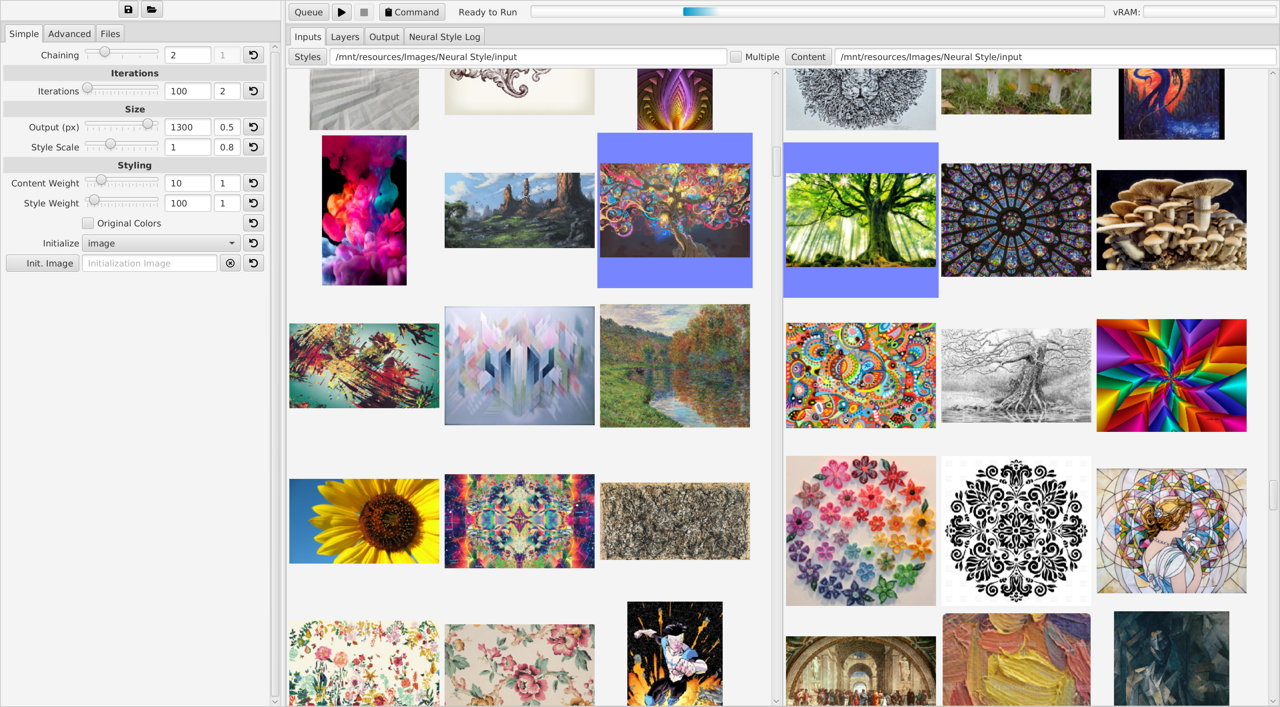 Queue Command Ready to Run vRAM:
Simple Advanced Files
Inputs Layers Output Neural Style Log
Styles /mnt/resources/Images/Neural Style/input Multiple Content /mnt/resources/Images/Neural Style/input
Chaining 2 1
Iterations
Iterations 100 2
Size
Output (px) 1300 0.5
Style Scale 1 0.8
Styling
Content Weight 10 1
Style Weight 100 1
Original Colors
Initialize image
Init. Image Initialization Image